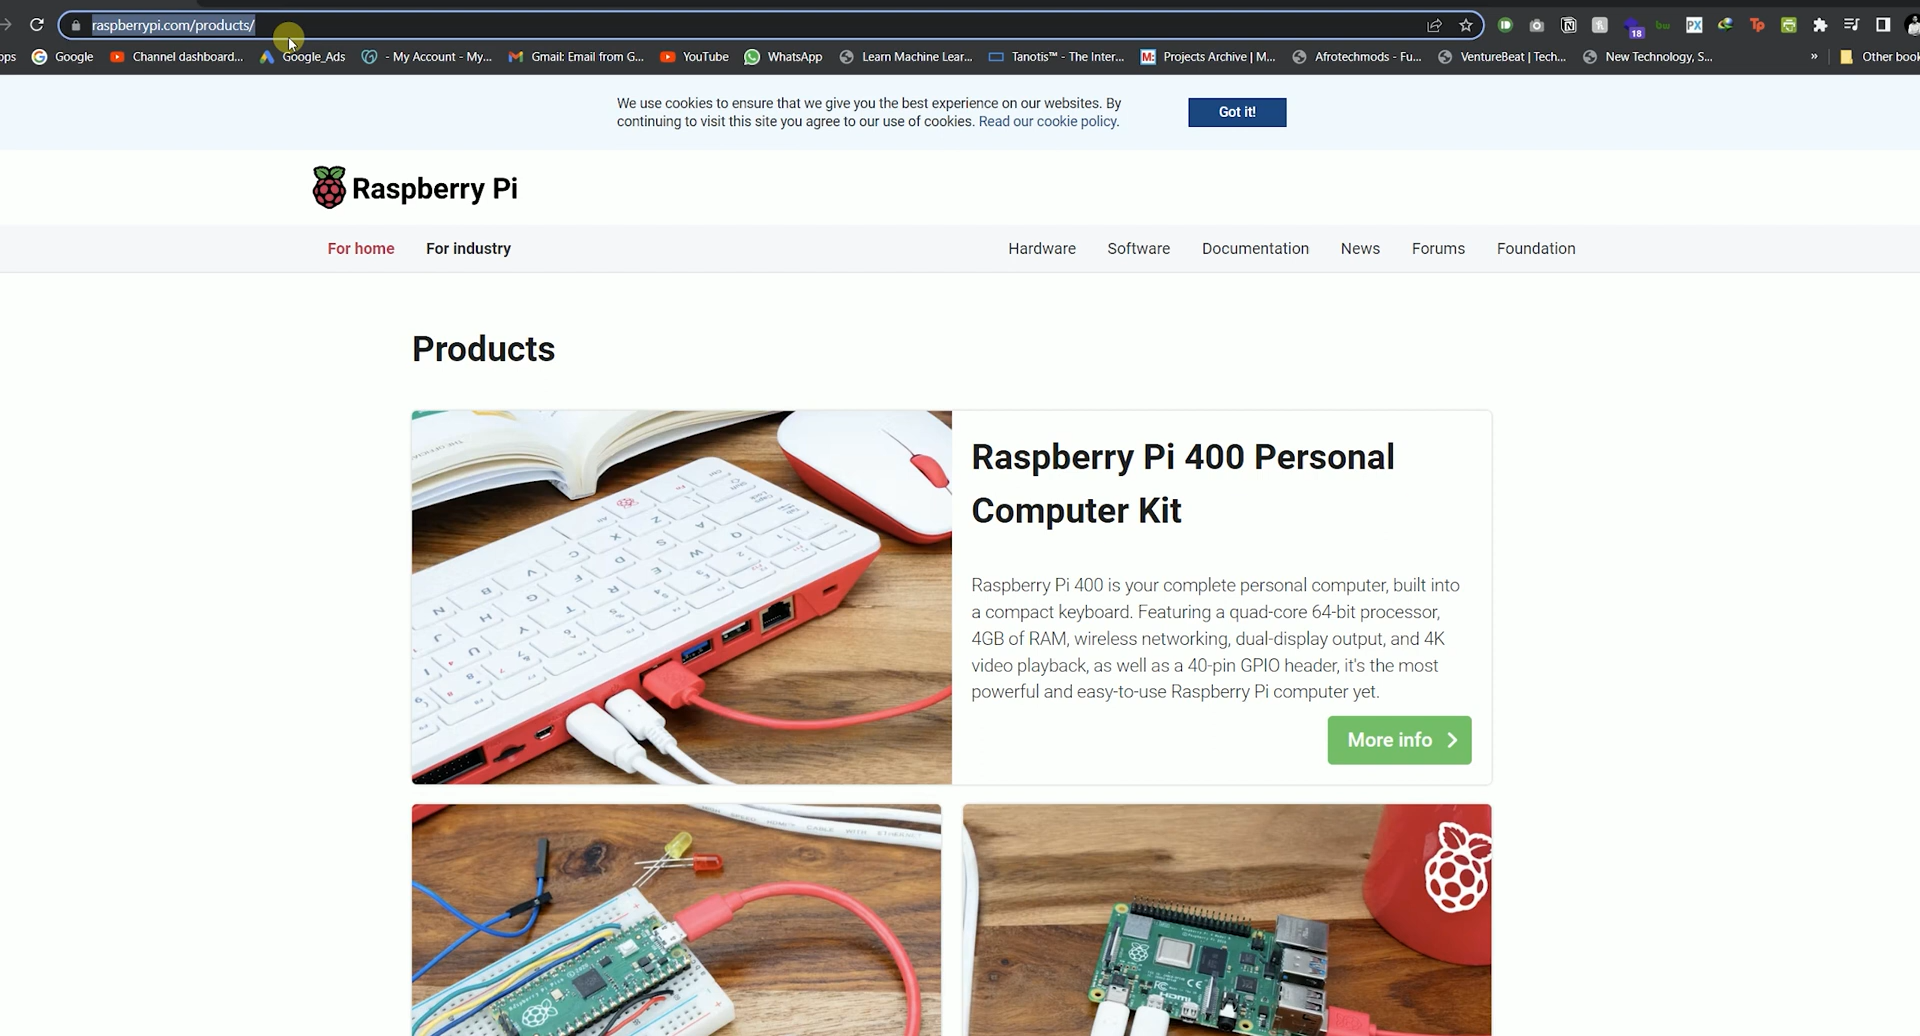 raspberrypi.com/products/
18
bw
PX
Tp
Google
Channel dashboard...
Google_Ads
- My Account - My...
Gmail: Email from G...
YouTube
WhatsApp
Learn Machine Lear...
Tanotis™ - The Inter...
Projects Archive | M...
Afrotechmods - Fu...
VentureBeat | Tech...
New Technology, S...
»
Other book
We use cookies to ensure that we give you the best experience on our websites. By
continuing to visit this site you agree to our use of cookies. Read our cookie policy.
Got it!
Raspberry Pi
For home
For industry
Hardware
Software
Documentation
News
Forums
Foundation
Products
Raspberry Pi 400 Personal
Computer Kit
Raspberry Pi 400 is your complete personal computer, built into
a compact keyboard. Featuring a quad-core 64-bit processor,
4GB of RAM, wireless networking, dual-display output, and 4K
video playback, as well as a 40-pin GPIO header, it's the most
powerful and easy-to-use Raspberry Pi computer yet.
More info
HDMI